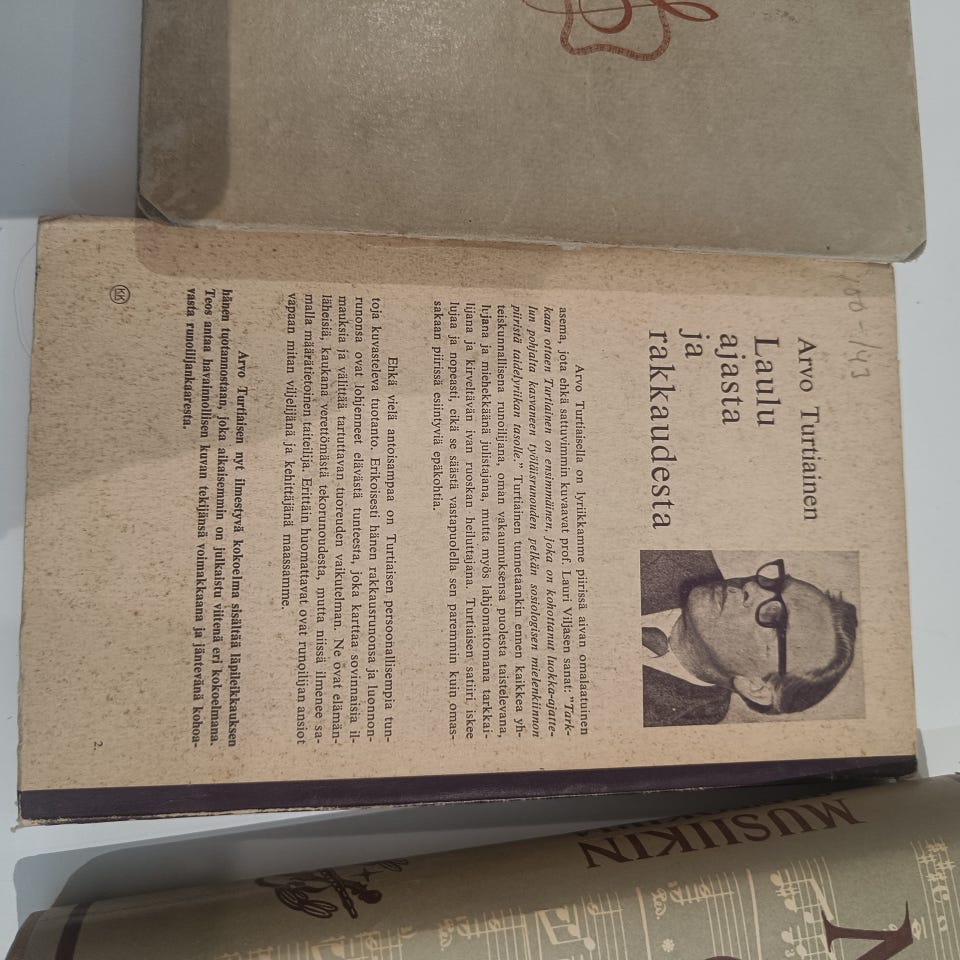 700-/143
Arvo Turtiainen
Laulu
ajasta
ja
rakkaudesta
Arvo Turtiaisella on lyriikkamme piirissä aivan omalaatuinen
asema, jota ehkä sattuvimmin kuvaavat prof. Lauri Viljasen sanat: "Tark-
kaan ottaen Turtiainen on ensimmäinen, joka on kohottanut luokka-ajatte-
lun pohjalta kasvaneen työläisrunouden pelkän sosiologisen mielenkiinnon
piiristä taidelyriikan tasolle." Turtiainen tunnetaankin ennen kaikkea yh-
teiskunnallisena runoilijana, oman vakaumuksensa puolesta taistelevana,
lujana ja miehekkäänä julistajana, mutta myös lahjomattomana tarkkai-
lijana ja kirveltävän ivan ruoskan heiluttajana. Turtiaisen satiiri iskee
lujaa ja nopeasti, eikä se säästä vastapuolella sen paremmin kuin omas-
sakaan piirissä esiintyviä epäkohtia.
Ehkä vielä antoisampaa on Turtiaisen persoonallisempia tun-
toja kuvasteleva tuotanto. Erikoisesti hänen rakkausrunonsa ja luonnon-
runonsa ovat lohjenneet elävästä tunteesta, joka karttaa sovinnaisia il-
mauksia ja välittää tartuttavan tuoreuden vaikutelman. Ne ovat elämän-
läheisiä, kaukana verettömästä tekorunoudesta, mutta niissä ilmenee sa-
malla määrätietoinen taiteilija. Erittäin huomattavat ovat runoilijan ansiot
vapaan mitan viljelijänä ja kehittäjänä maassamme.
Arvo Turtiaisen nyt ilmestyvä kokoelma sisältää läpileikkauksen
hänen tuotannostaan, joka aikaisemmin on julkaistu viitenä eri kokoelmana.
Teos antaa havainnollisen kuvan tekijänsä voimakkaana ja jäntevänä kohoa-
vasta runoilijankaaresta.
KK
2.
MUSIIKIN